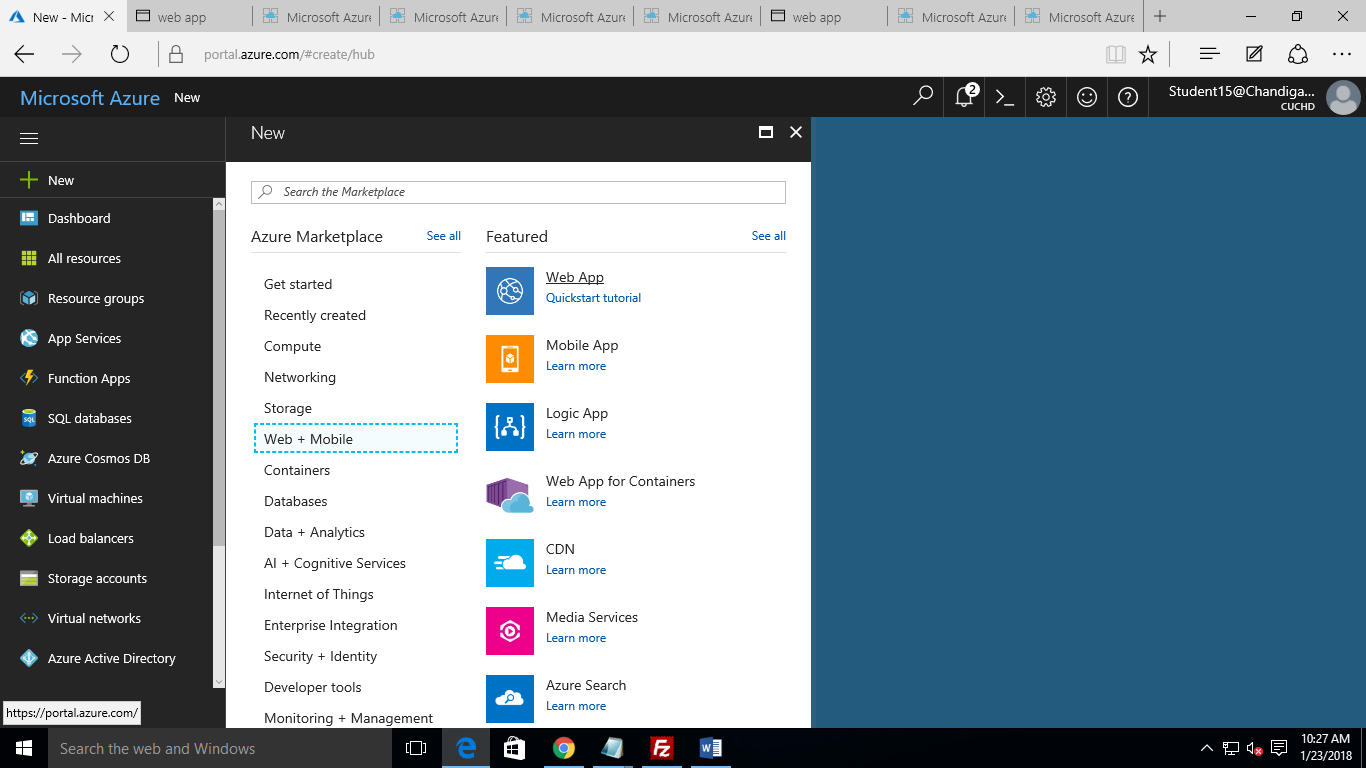 New - Micr
web app
Microsoft Azure
Microsoft Azure
Microsoft Azure
Microsoft Azure
web app
Microsoft Azure
Microsoft Azure
portal.azure.com/#create/hub
Microsoft Azure New
2
Student15@Chandiga...
CUCHD
New
Dashboard
All resources
Resource groups
App Services
Function Apps
SQL databases
Azure Cosmos DB
Virtual machines
Load balancers
Storage accounts
Virtual networks
Azure Active Directory
https://portal.azure.com/
New
Search the Marketplace
Azure Marketplace See all
Get started
Recently created
Compute
Networking
Storage
Web + Mobile
Containers
Databases
Data + Analytics
AI + Cognitive Services
Internet of Things
Enterprise Integration
Security + Identity
Developer tools
Monitoring + Management
Featured See all
Web App
Quickstart tutorial
Mobile App
Learn more
Logic App
Learn more
Web App for Containers
Learn more
CDN
Learn more
Media Services
Learn more
Azure Search
Learn more
Search the web and Windows
10:27 AM
1/23/2018